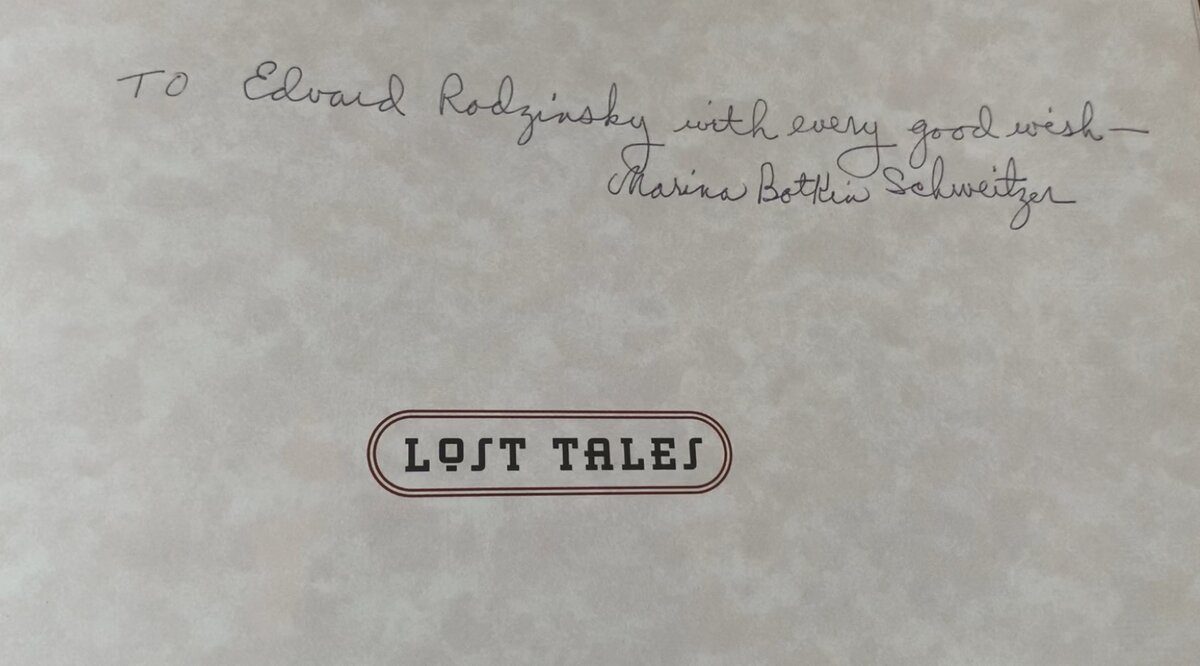 TO Edvard Rodzinsky with every good wish —
Marina Botkin Schweitzer
LOST TALES